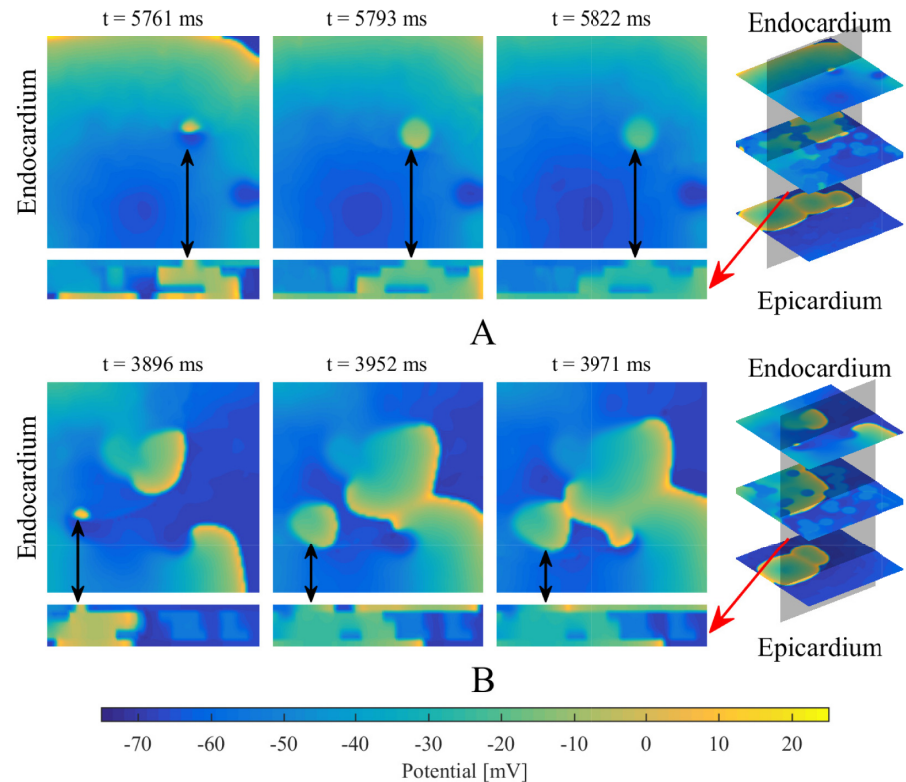 t = 5761 ms
t = 5793 ms
t = 5822 ms
Endocardium
Endocardium
Epicardium
A
t = 3896 ms
t = 3952 ms
t = 3971 ms
Endocardium
Endocardium
Epicardium
B
-70 -60 -50 -40 -30 -20 -10 0 10 20
Potential [mV]